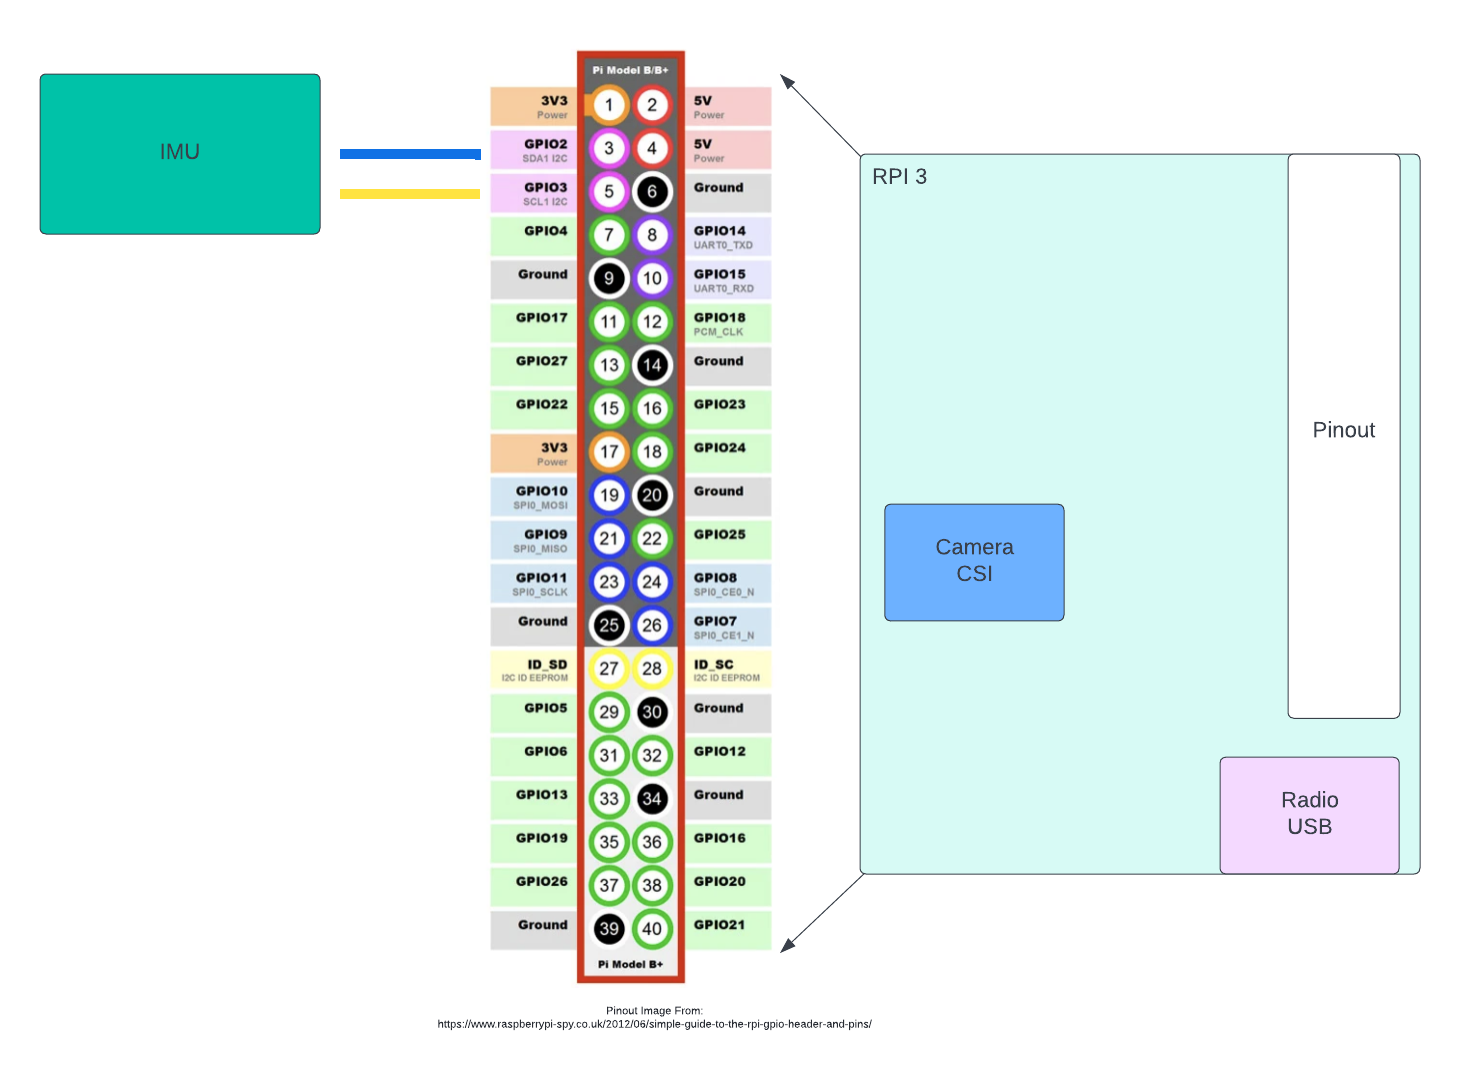 IMU
Pi Model B/B+
3V3 Power 1 2 5V Power
GPIO2 SDA1 I2C 3 4 5V Power
GPIO3 SCL1 I2C 5 6 Ground
GPIO4 7 8 GPIO14 UART0_TXD
Ground 9 10 GPIO15 UART0_RXD
GPIO17 11 12 GPIO18 PCM_CLK
GPIO27 13 14 Ground
GPIO22 15 16 GPIO23
3V3 Power 17 18 GPIO24
GPIO10 SPI0_MOSI 19 20 Ground
GPIO9 SPI0_MISO 21 22 GPIO25
GPIO11 SPI0_SCLK 23 24 GPIO8 SPI0_CE0_N
Ground 25 26 GPIO7 SPI0_CE1_N
ID_SD I2C ID EEPROM 27 28 ID_SC I2C ID EEPROM
GPIO5 29 30 Ground
GPIO6 31 32 GPIO12
GPIO13 33 34 Ground
GPIO19 35 36 GPIO16
GPIO26 37 38 GPIO20
Ground 39 40 GPIO21
Pi Model B+
RPI 3
Pinout
Camera
CSI
Radio
USB
Pinout Image From:
https://www.raspberrypi-spy.co.uk/2012/06/simple-guide-to-the-rpi-gpio-header-and-pins/